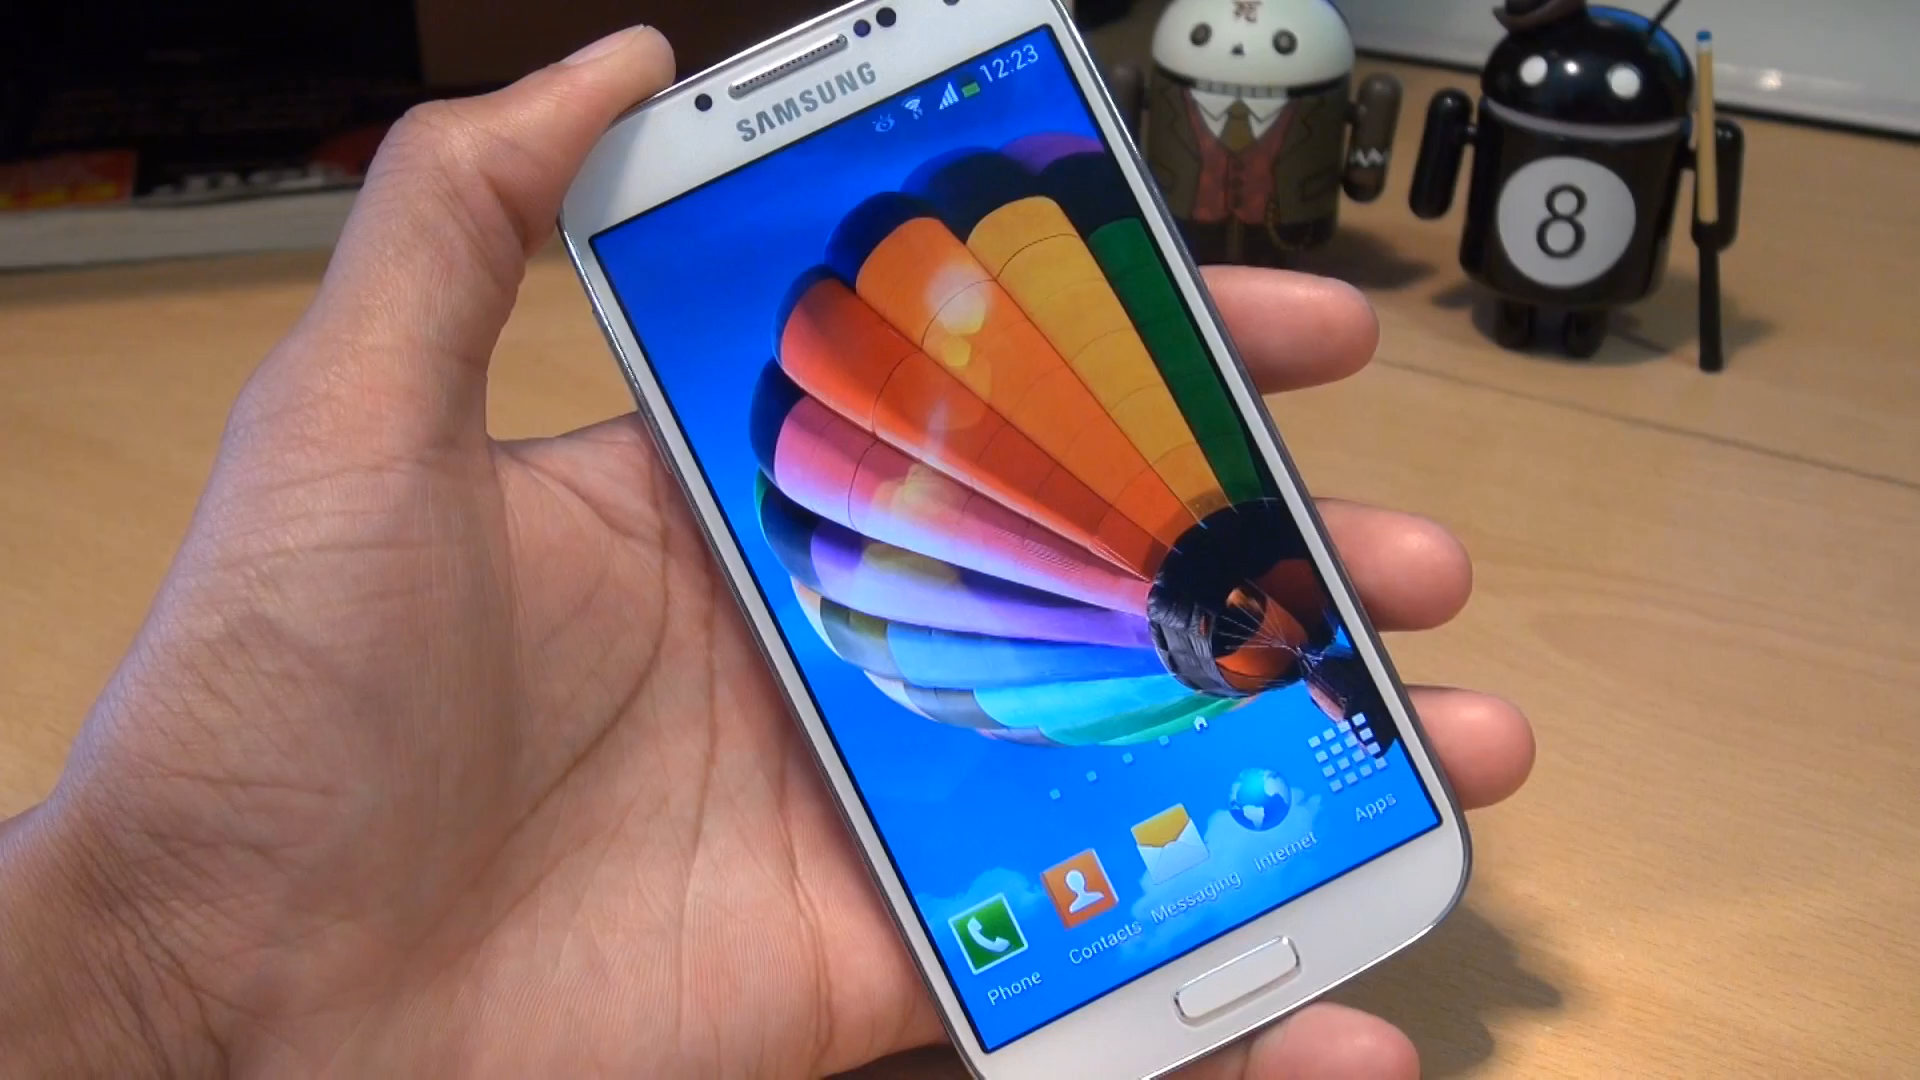 SAMSUNG
12:23
8
Phone
Contacts
Messaging
Internet
Apps